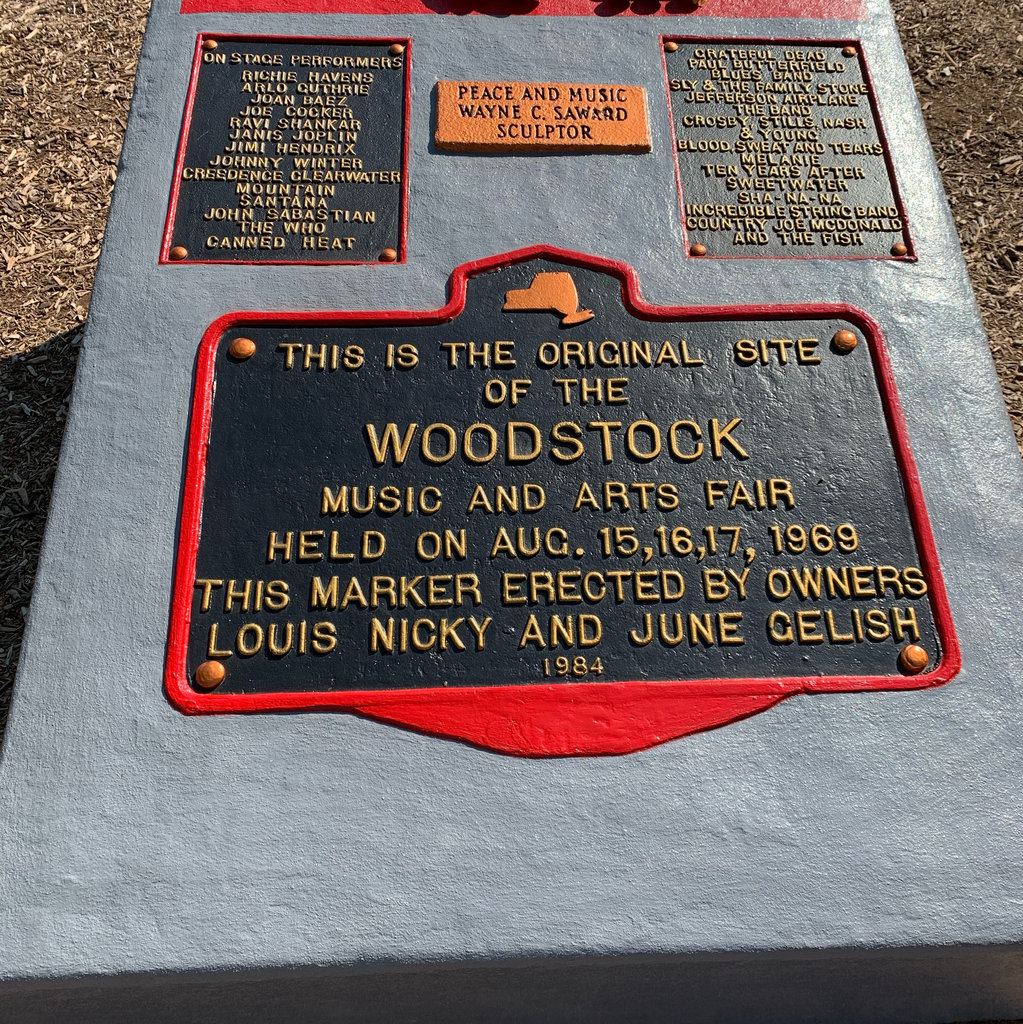 ON STAGE PERFORMERS
RICHIE HAVENS
ARLO GUTHRIE
JOAN BAEZ
JOE COCKER
RAVI SHANKAR
JANIS JOPLIN
JIMI HENDRIX
JOHNNY WINTER
CREEDENCE CLEARWATER
MOUNTAIN
SANTANA
JOHN SABASTIAN
THE WHO
CANNED HEAT
PEACE AND MUSIC
WAYNE C. SAWARD
SCULPTOR
GRATEFUL DEAD
PAUL BUTTERFIELD
BLUES BAND
SLY & THE FAMILY STONE
JEFFERSON AIRPLANE
THE BAND
CROSBY, STILLS, NASH
& YOUNG
BLOOD, SWEAT AND TEARS
MELANIE
TEN YEARS AFTER
SWEETWATER
SHA-NA-NA
INCREDIBLE STRING BAND
COUNTRY JOE MCDONALD
AND THE FISH
THIS IS THE ORIGINAL SITE
OF THE
WOODSTOCK
MUSIC AND ARTS FAIR
HELD ON AUG. 15,16,17, 1969
THIS MARKER ERECTED BY OWNERS
LOUIS NICKY AND JUNE GELISH
1984